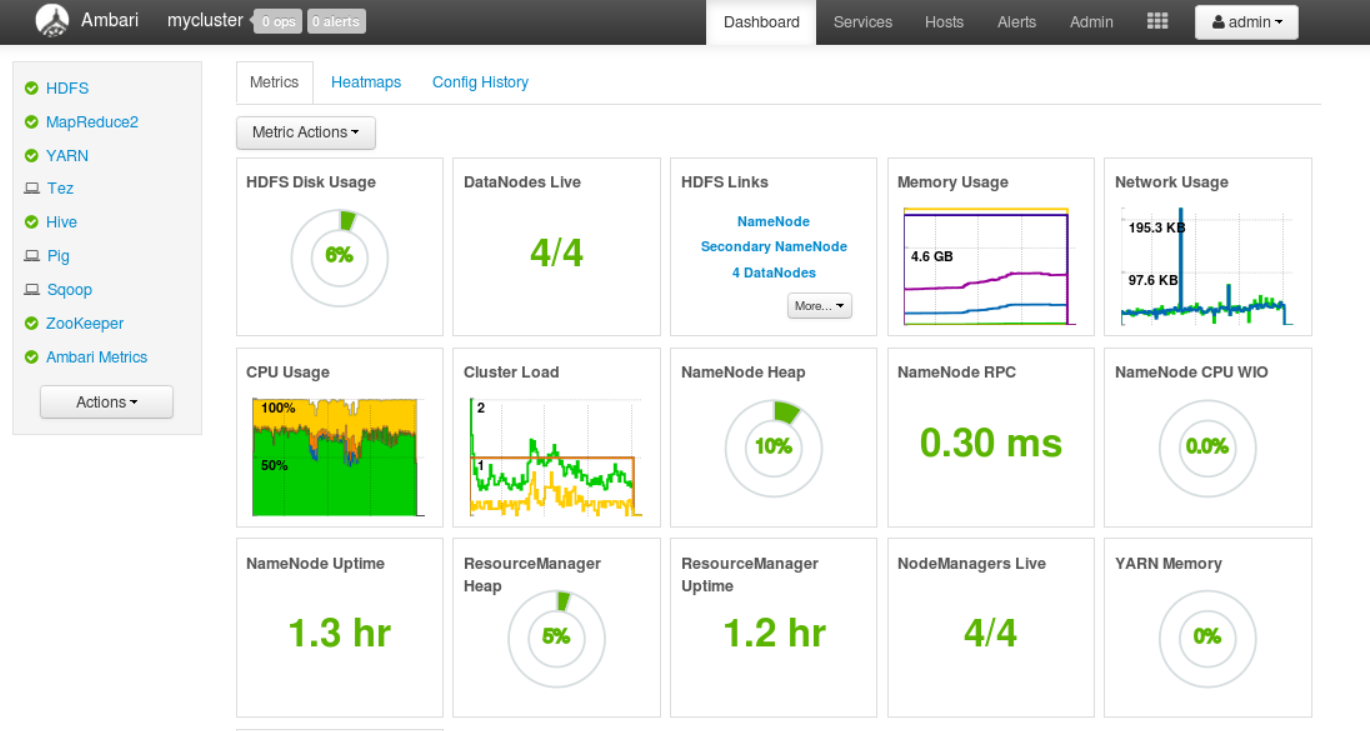 Ambari mycluster 0 ops 0 alerts Dashboard Services Hosts Alerts Admin admin
HDFS
MapReduce2
YARN
Tez
Hive
Pig
Sqoop
ZooKeeper
Ambari Metrics
Actions
Metrics Heatmaps Config History
Metric Actions
HDFS Disk Usage
6%
DataNodes Live
4/4
HDFS Links
NameNode
Secondary NameNode
4 DataNodes
More...
Memory Usage
4.6 GB
Network Usage
195.3 KB
97.6 KB
CPU Usage
100%
50%
Cluster Load
2
1
NameNode Heap
10%
NameNode RPC
0.30 ms
NameNode CPU WIO
0.0%
NameNode Uptime
1.3 hr
ResourceManager
Heap
5%
ResourceManager
Uptime
1.2 hr
NodeManagers Live
4/4
YARN Memory
0%